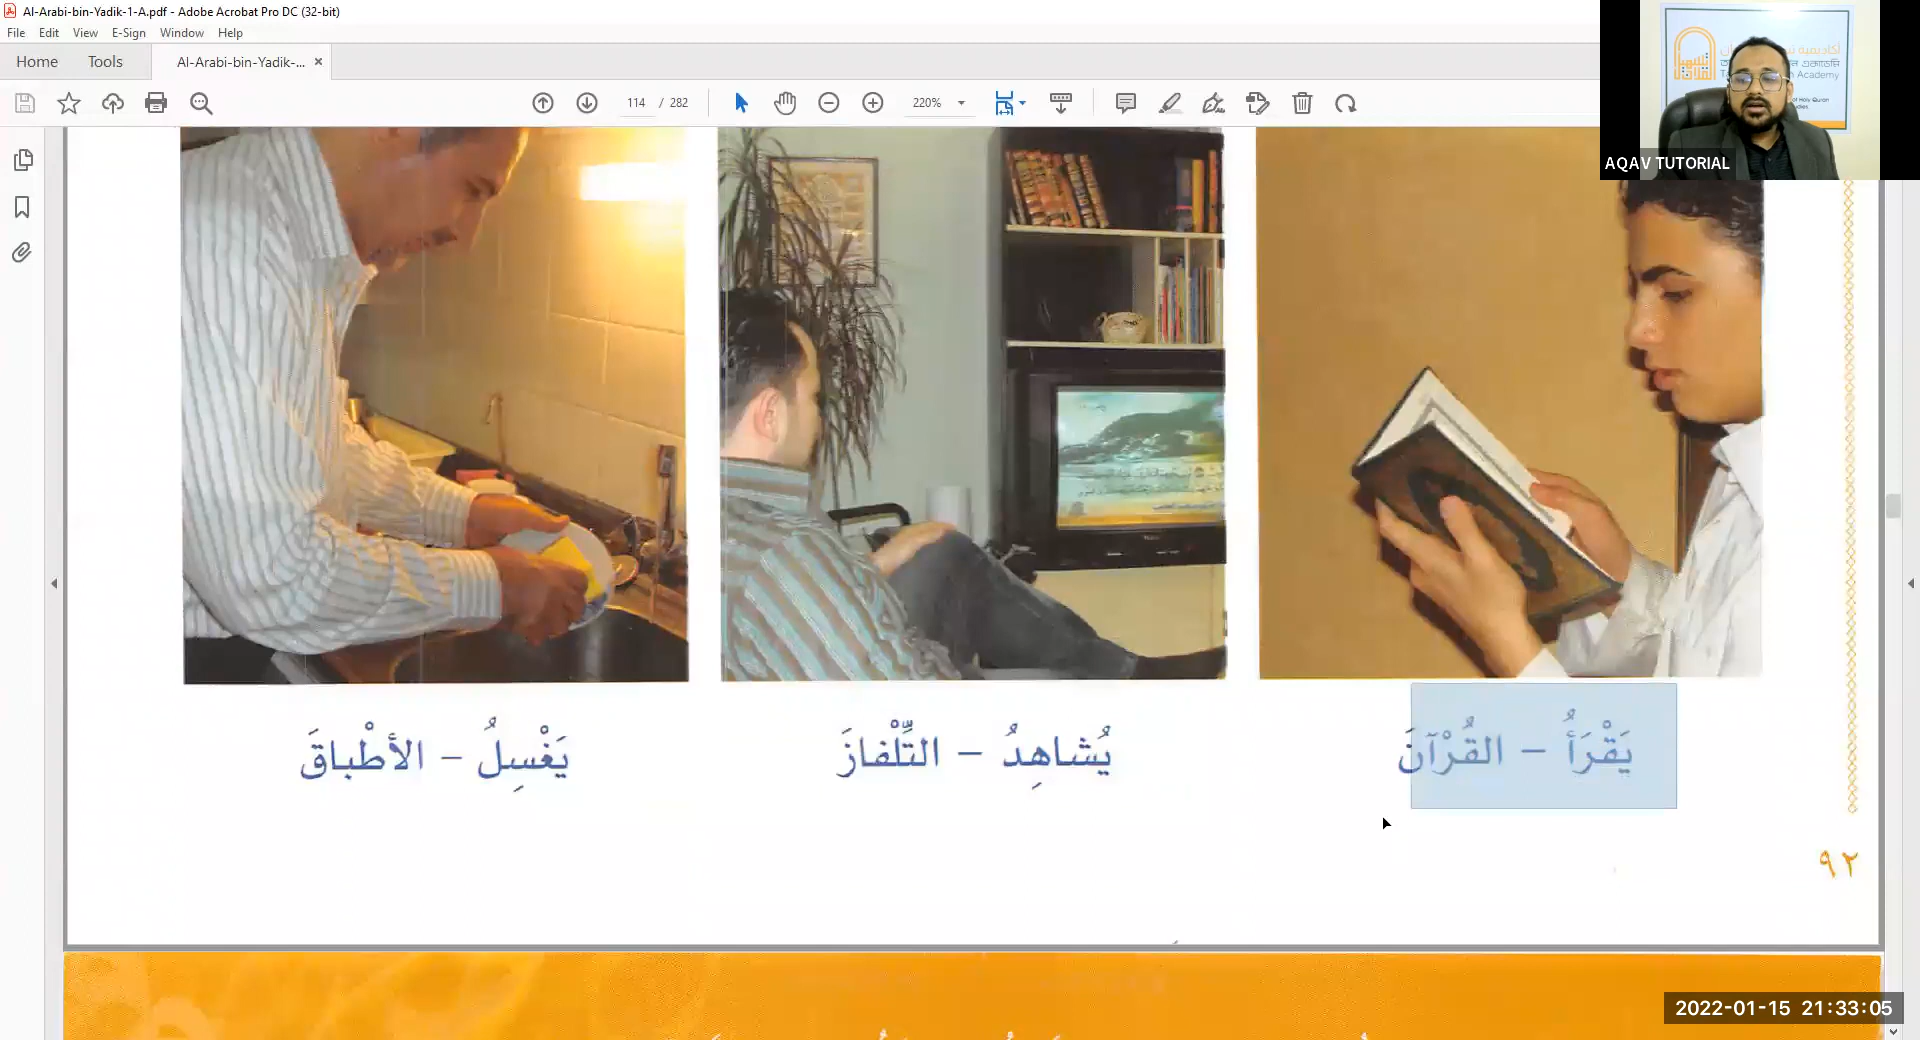 Al-Arabi-bin-Yadik-1-A.pdf - Adobe Acrobat Pro DC (32-bit)
File Edit View E-Sign Window Help
Home Tools Al-Arabi-bin-Yadik-... ×
114 / 282 220%
Academy
AQAV TUTORIAL
يَقْرَأُ – القُرْآنَ
يُشاهِدُ – التِّلْفازَ
يَغْسِلُ – الأطْباقَ
٩٢
2022-01-15 21:33:05